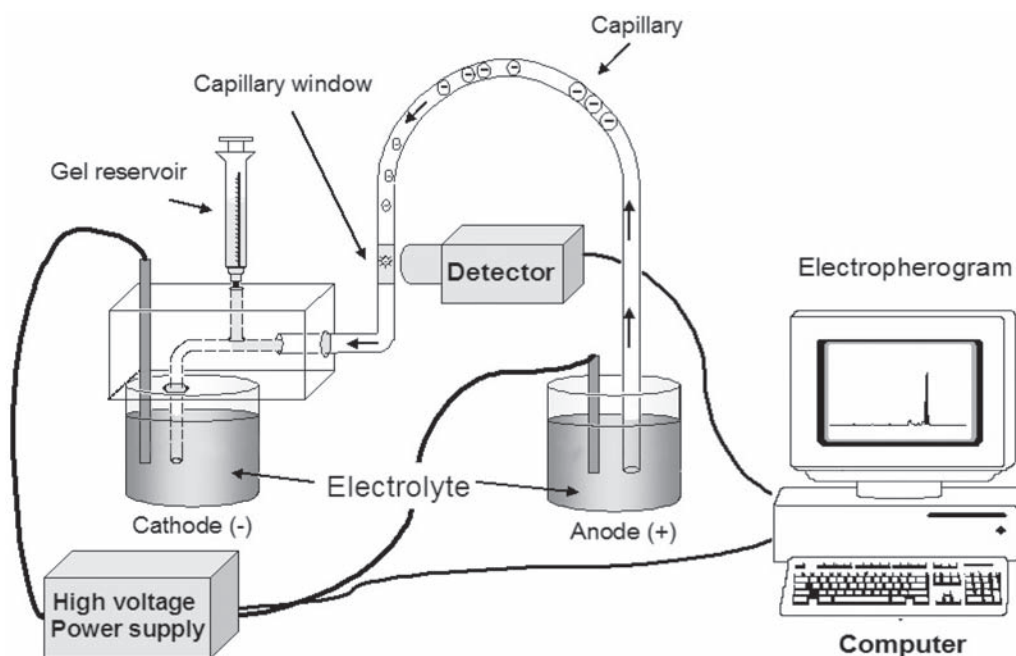 Capillary
Capillary window
Gel reservoir
Detector
Electropherogram
Electrolyte
Cathode (-)
Anode (+)
High voltage
Power supply
Computer